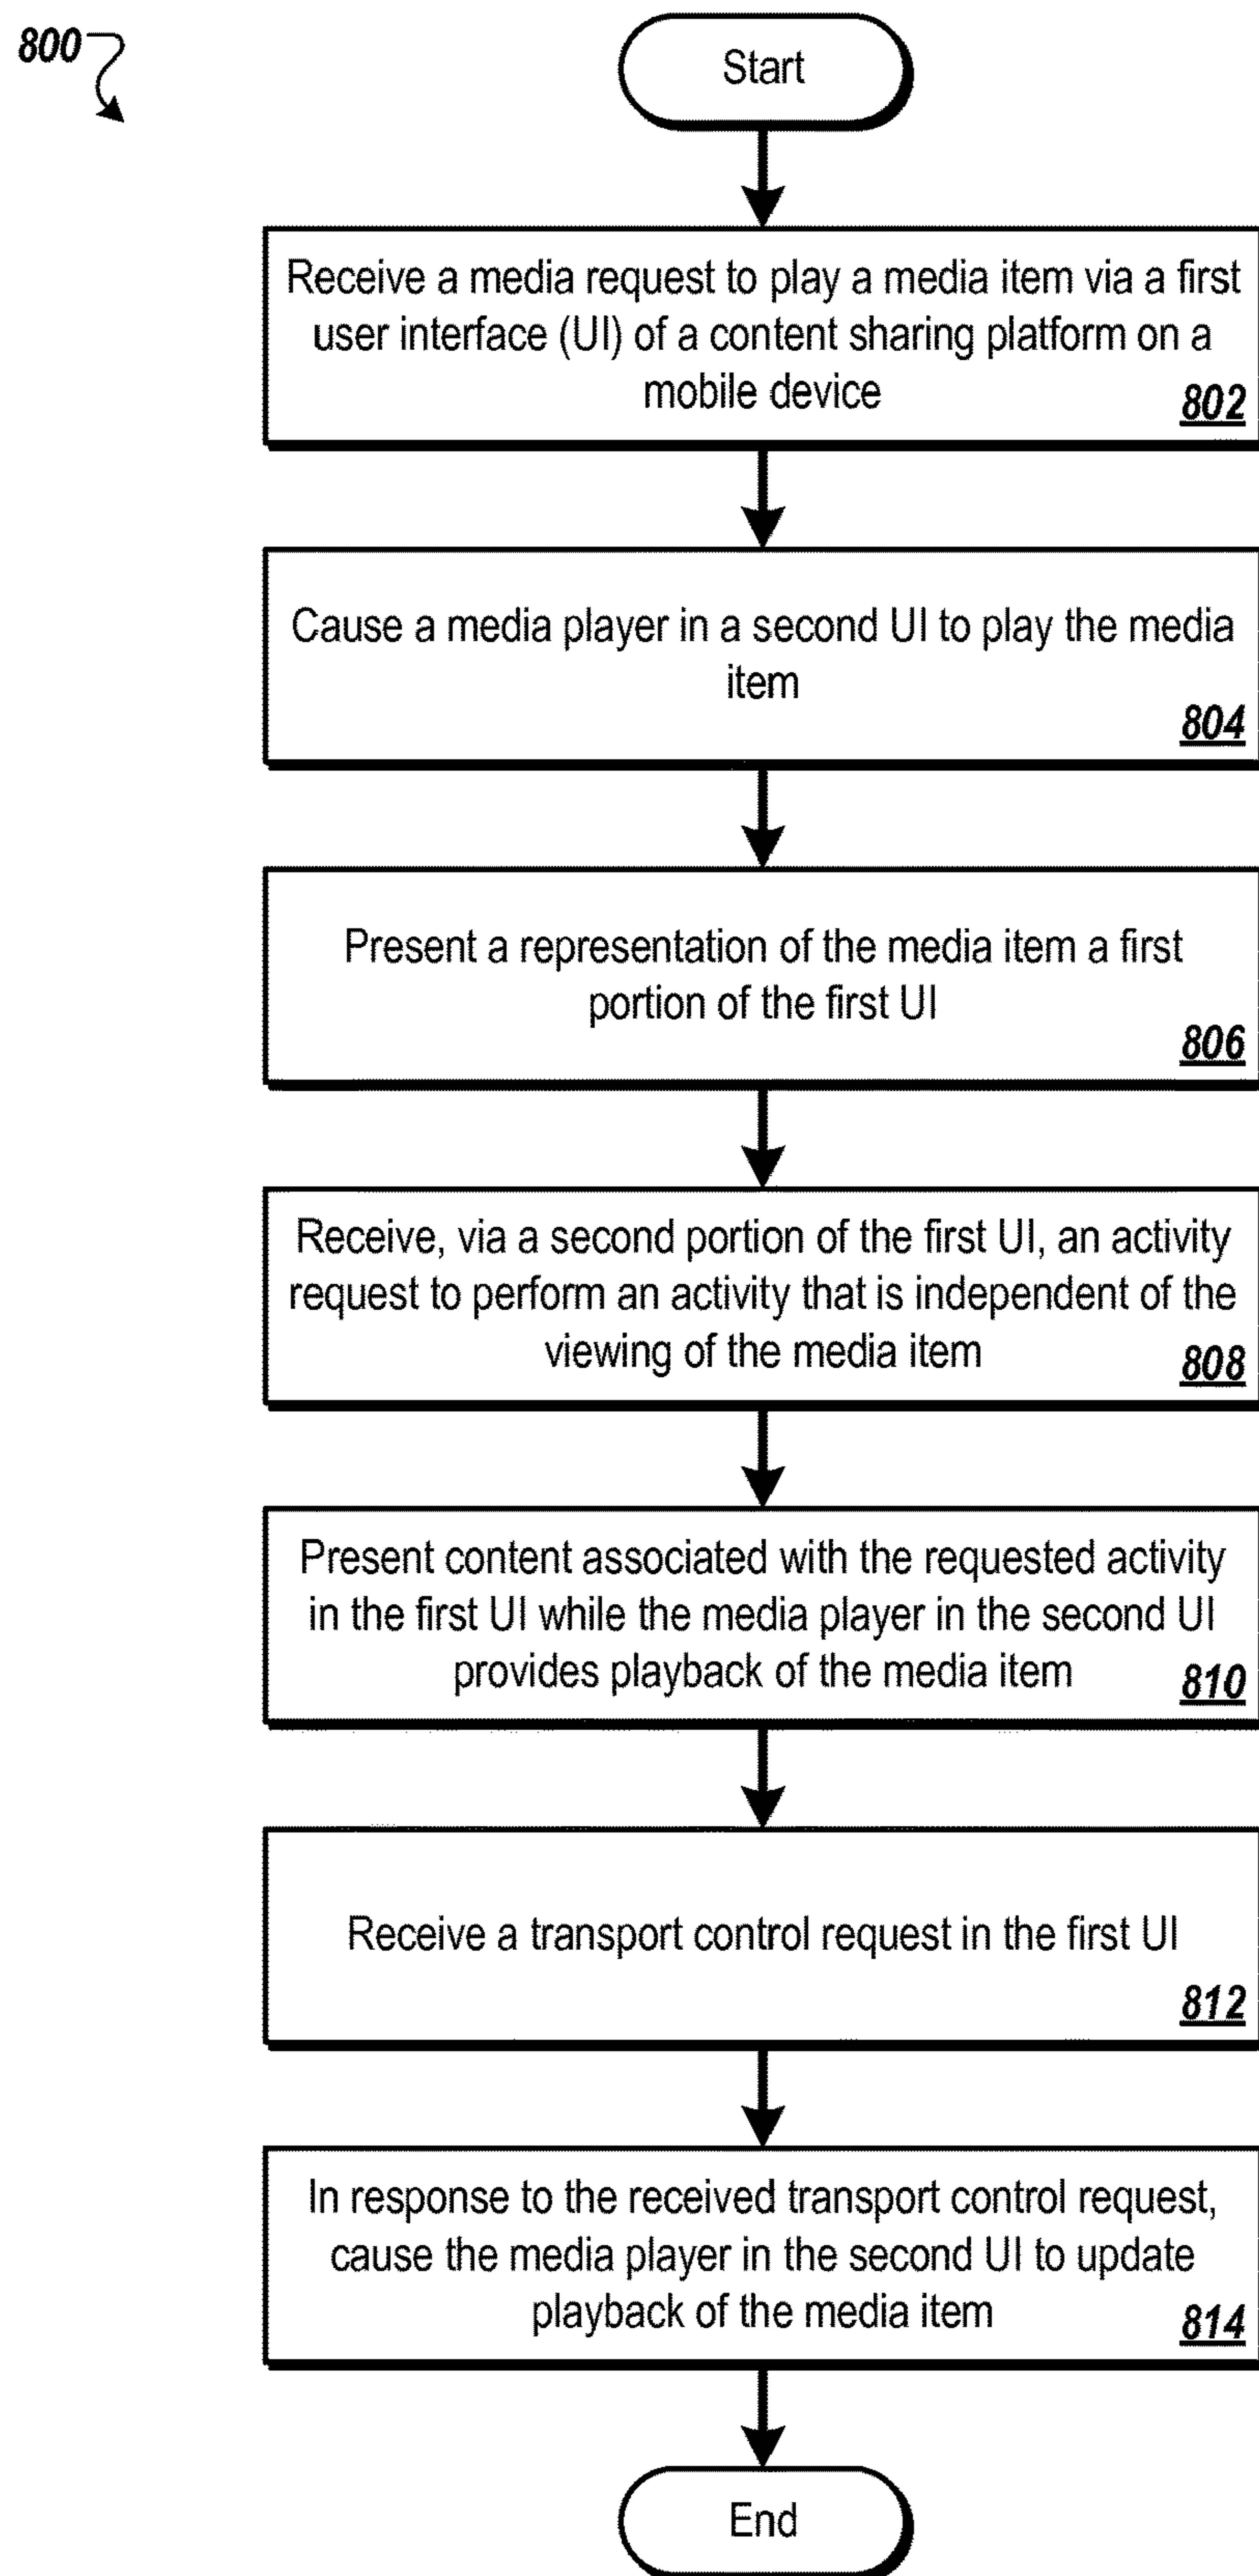 800
Start
Receive a media request to play a media item via a first
user interface (UI) of a content sharing platform on a
mobile device
802
Cause a media player in a second UI to play the media
item
804
Present a representation of the media item a first
portion of the first UI
806
Receive, via a second portion of the first UI, an activity
request to perform an activity that is independent of the
viewing of the media item
808
Present content associated with the requested activity
in the first UI while the media player in the second UI
provides playback of the media item
810
Receive a transport control request in the first UI
812
In response to the received transport control request,
cause the media player in the second UI to update
playback of the media item
814
End